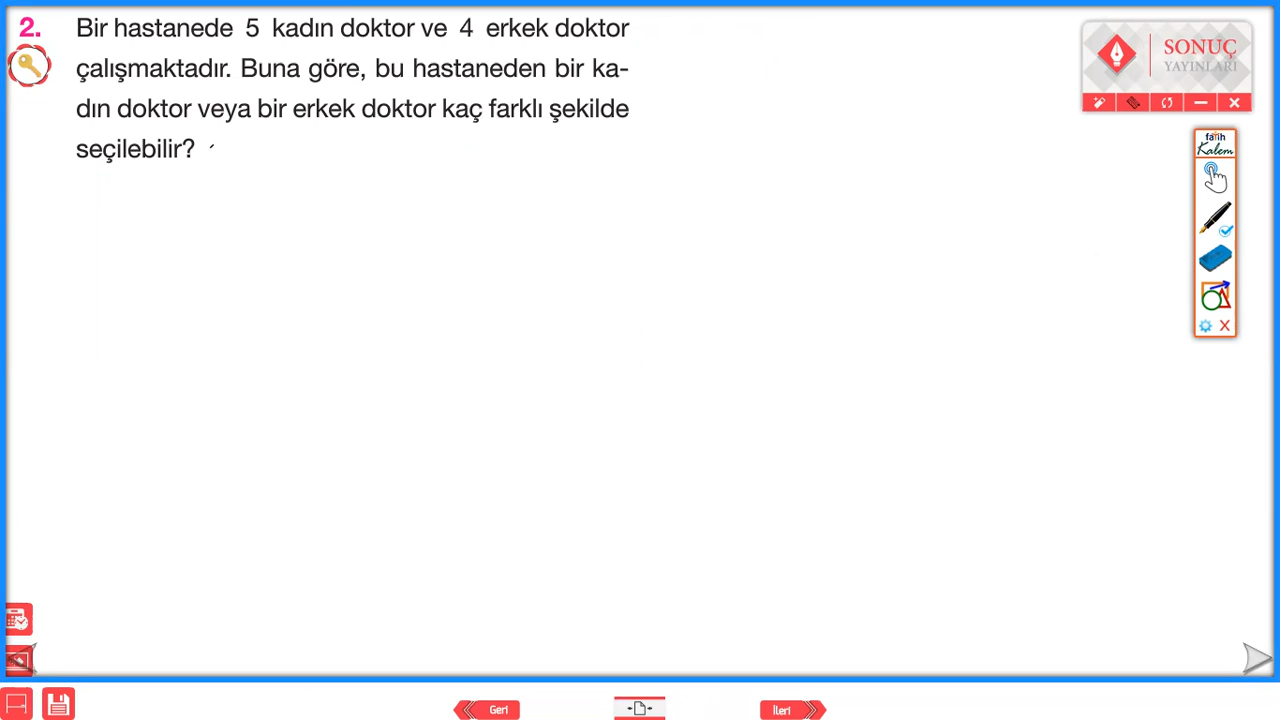 2. Bir hastanede 5 kadın doktor ve 4 erkek doktor
çalışmaktadır. Buna göre, bu hastaneden bir ka-
dın doktor veya bir erkek doktor kaç farklı şekilde
seçilebilir?
SONUÇ
YAYINLARI
fatih
Kalem
Geri
İleri